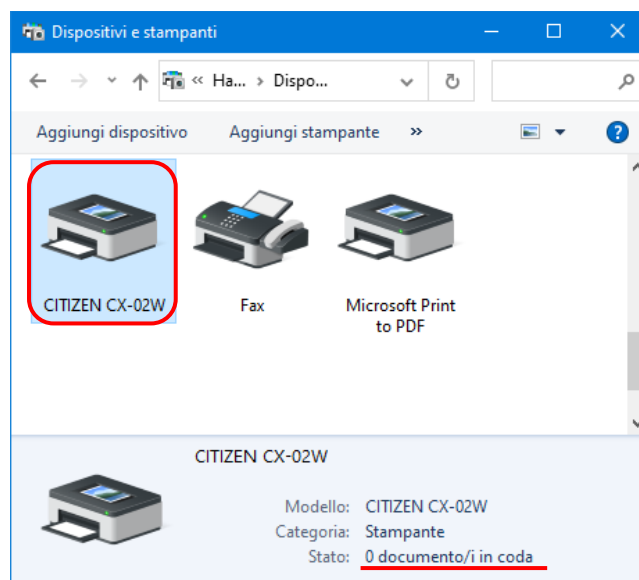 Dispositivi e stampanti
« Ha... › Dispo...
Aggiungi dispositivo Aggiungi stampante »
CITIZEN CX-02W Fax Microsoft Print
to PDF
CITIZEN CX-02W
Modello: CITIZEN CX-02W
Categoria: Stampante
Stato: 0 documento/i in coda